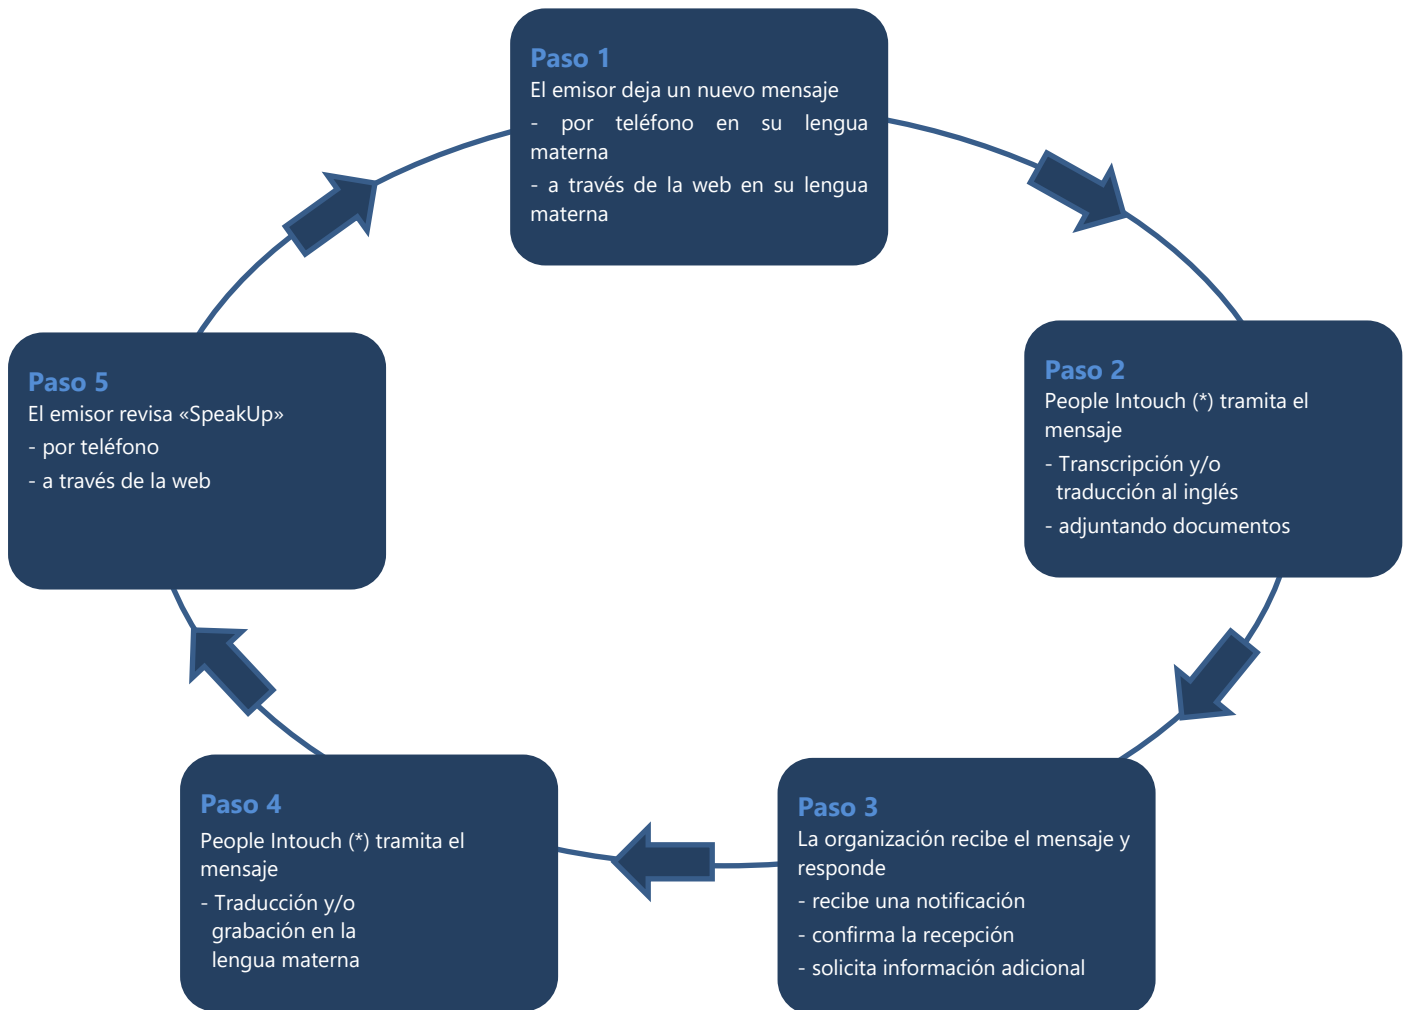 Paso 1
El emisor deja un nuevo mensaje
- por teléfono en su lengua
materna
- a través de la web en su lengua
materna
Paso 2
People Intouch (*) tramita el
mensaje
- Transcripción y/o
traducción al inglés
- adjuntando documentos
Paso 3
La organización recibe el mensaje y
responde
- recibe una notificación
- confirma la recepción
- solicita información adicional
Paso 4
People Intouch (*) tramita el
mensaje
- Traducción y/o
grabación en la
lengua materna
Paso 5
El emisor revisa «SpeakUp»
- por teléfono
- a través de la web